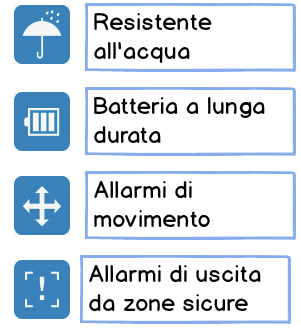 Resistente
all'acqua
Batteria a lunga
durata
Allarmi di
movimento
Allarmi di uscita
da zone sicure